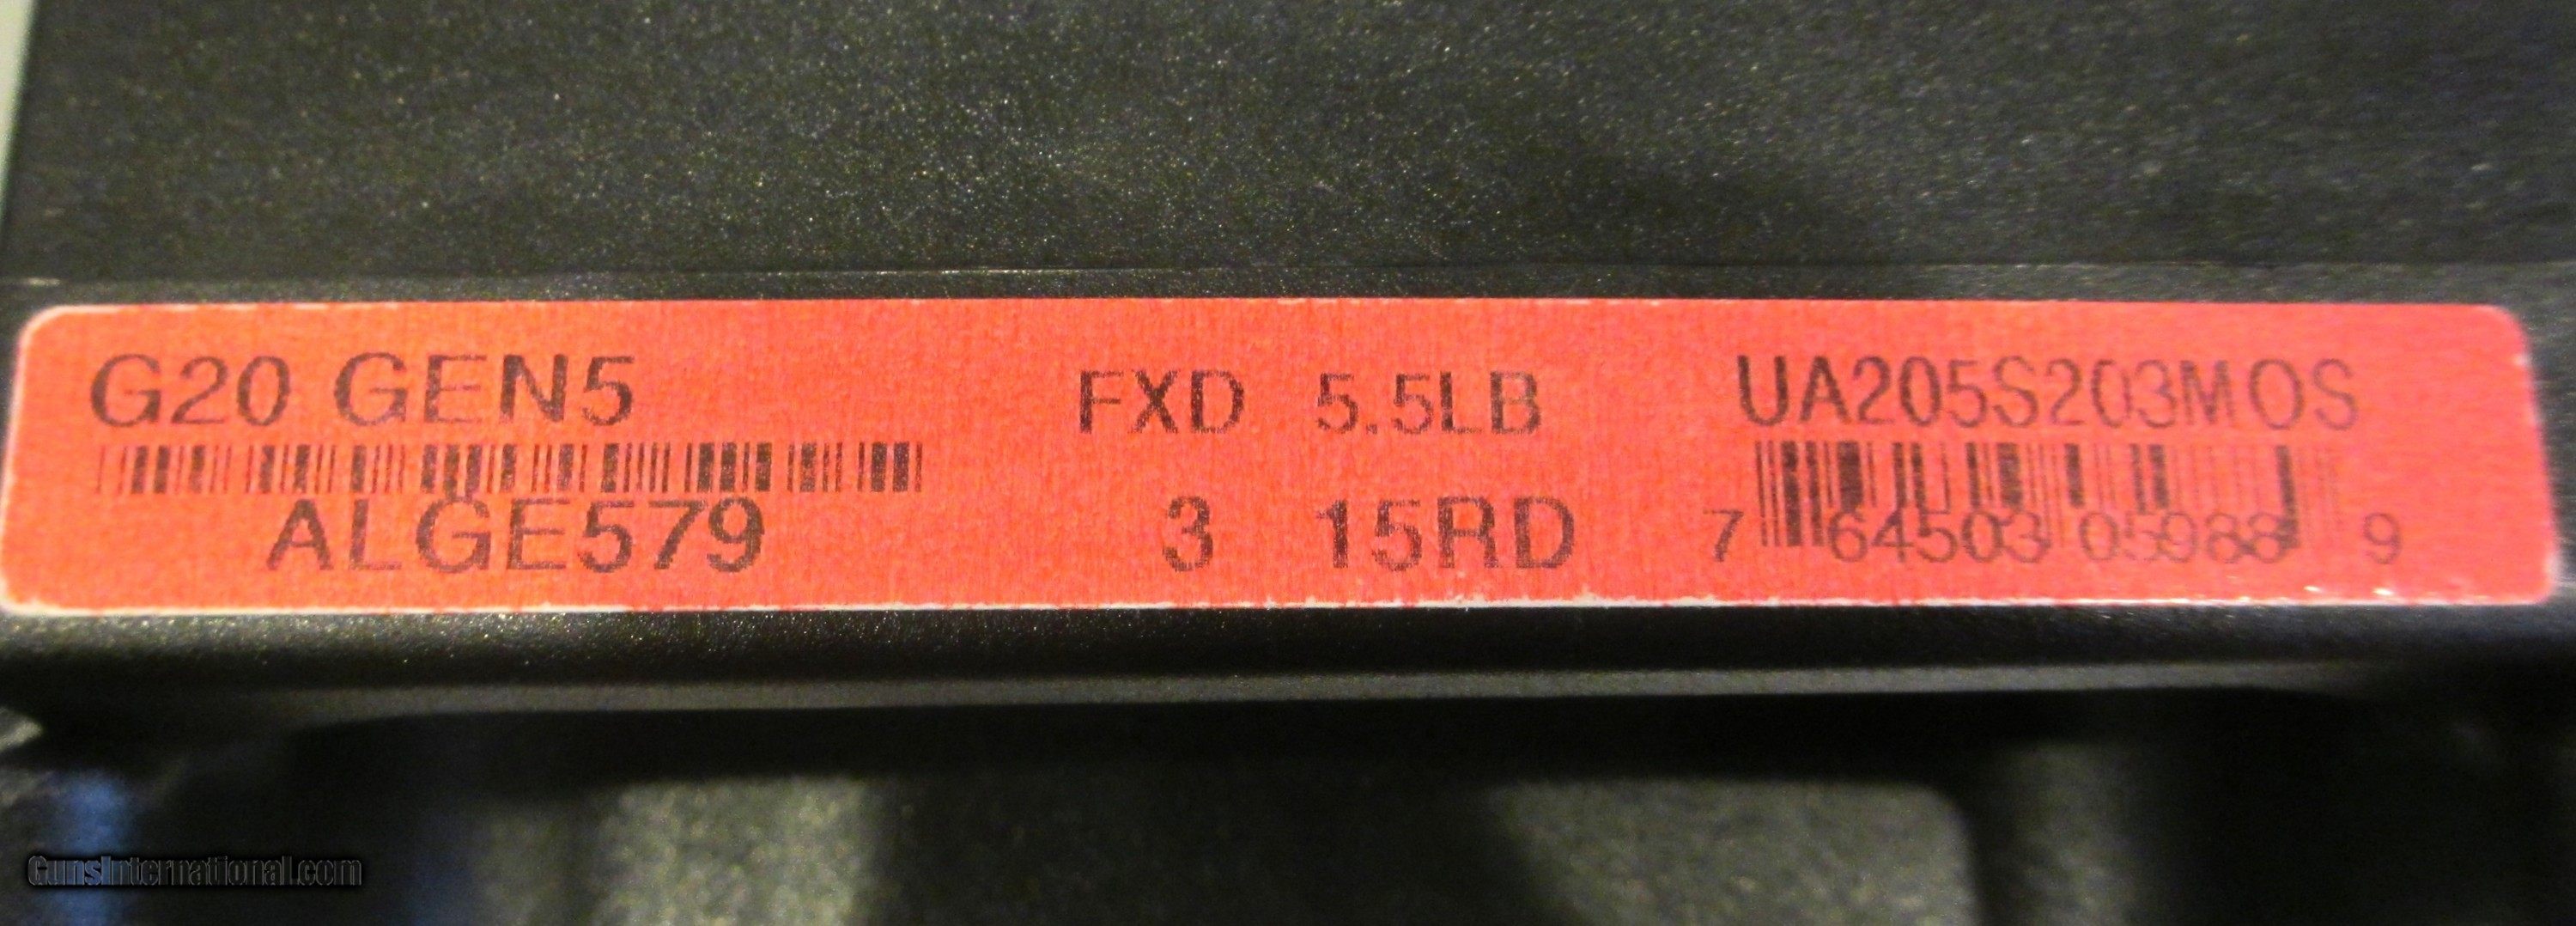 G20 GEN5 FXD 5.5LB UA205S203MOS
ALGE579 3 15RD 7 64503 05988 9
GunsInternational.com